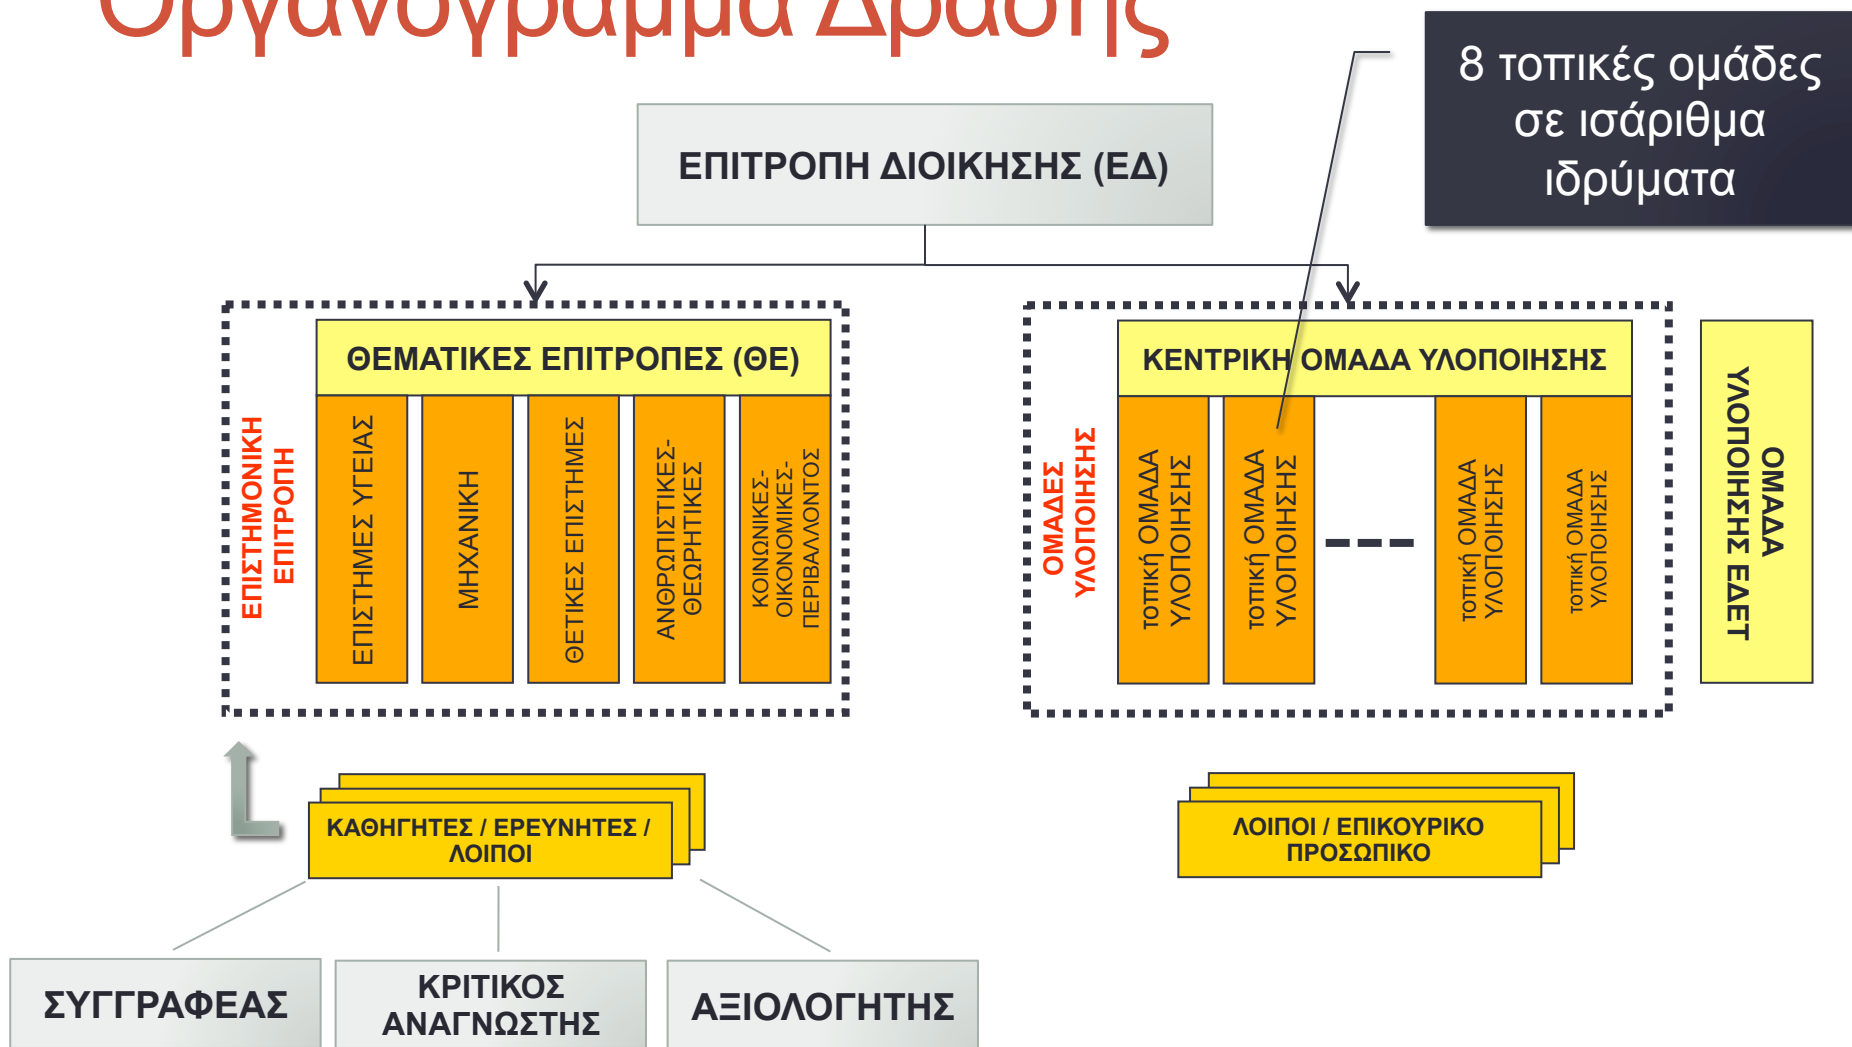 Οργανόγραμμα Δράσης
8 τοπικές ομάδες
σε ισάριθμα
ιδρύματα
ΕΠΙΤΡΟΠΗ ΔΙΟΙΚΗΣΗΣ (ΕΔ)
ΕΠΙΣΤΗΜΟΝΙΚΗ
ΕΠΙΤΡΟΠΗ
ΘΕΜΑΤΙΚΕΣ ΕΠΙΤΡΟΠΕΣ (ΘΕ)
ΕΠΙΣΤΗΜΕΣ ΥΓΕΙΑΣ
ΜΗΧΑΝΙΚΗ
ΘΕΤΙΚΕΣ ΕΠΙΣΤΗΜΕΣ
ΑΝΘΡΩΠΙΣΤΙΚΕΣ-
ΘΕΩΡΗΤΙΚΕΣ
ΚΟΙΝΩΝΙΚΕΣ-
ΟΙΚΟΝΟΜΙΚΕΣ-
ΠΕΡΙΒΑΛΛΟΝΤΟΣ
ΟΜΑΔΕΣ
ΥΛΟΠΟΙΗΣΗΣ
ΚΕΝΤΡΙΚΗ ΟΜΑΔΑ ΥΛΟΠΟΙΗΣΗΣ
τοπική ΟΜΑΔΑ
ΥΛΟΠΟΙΗΣΗΣ
τοπική ΟΜΑΔΑ
ΥΛΟΠΟΙΗΣΗΣ
τοπική ΟΜΑΔΑ
ΥΛΟΠΟΙΗΣΗΣ
τοπική ΟΜΑΔΑ
ΥΛΟΠΟΙΗΣΗΣ
ΟΜΑΔΑ
ΥΛΟΠΟΙΗΣΗΣ ΕΔΕΤ
ΚΑΘΗΓΗΤΕΣ / ΕΡΕΥΝΗΤΕΣ /
ΛΟΙΠΟΙ
ΛΟΙΠΟΙ / ΕΠΙΚΟΥΡΙΚΟ
ΠΡΟΣΩΠΙΚΟ
ΣΥΓΓΡΑΦΕΑΣ
ΚΡΙΤΙΚΟΣ
ΑΝΑΓΝΩΣΤΗΣ
ΑΞΙΟΛΟΓΗΤΗΣ